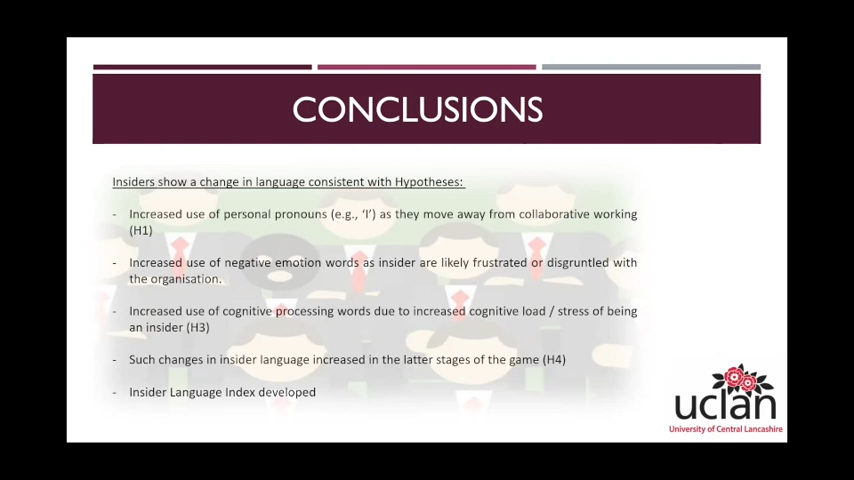 CONCLUSIONS
Insiders show a change in language consistent with Hypotheses:
- Increased use of personal pronouns (e.g., ‘I’) as they move away from collaborative working
(H1)
- Increased use of negative emotion words as insider are likely frustrated or disgruntled with
the organisation.
- Increased use of cognitive processing words due to increased cognitive load / stress of being
an insider (H3)
- Such changes in insider language increased in the latter stages of the game (H4)
- Insider Language Index developed
uclan
University of Central Lancashire